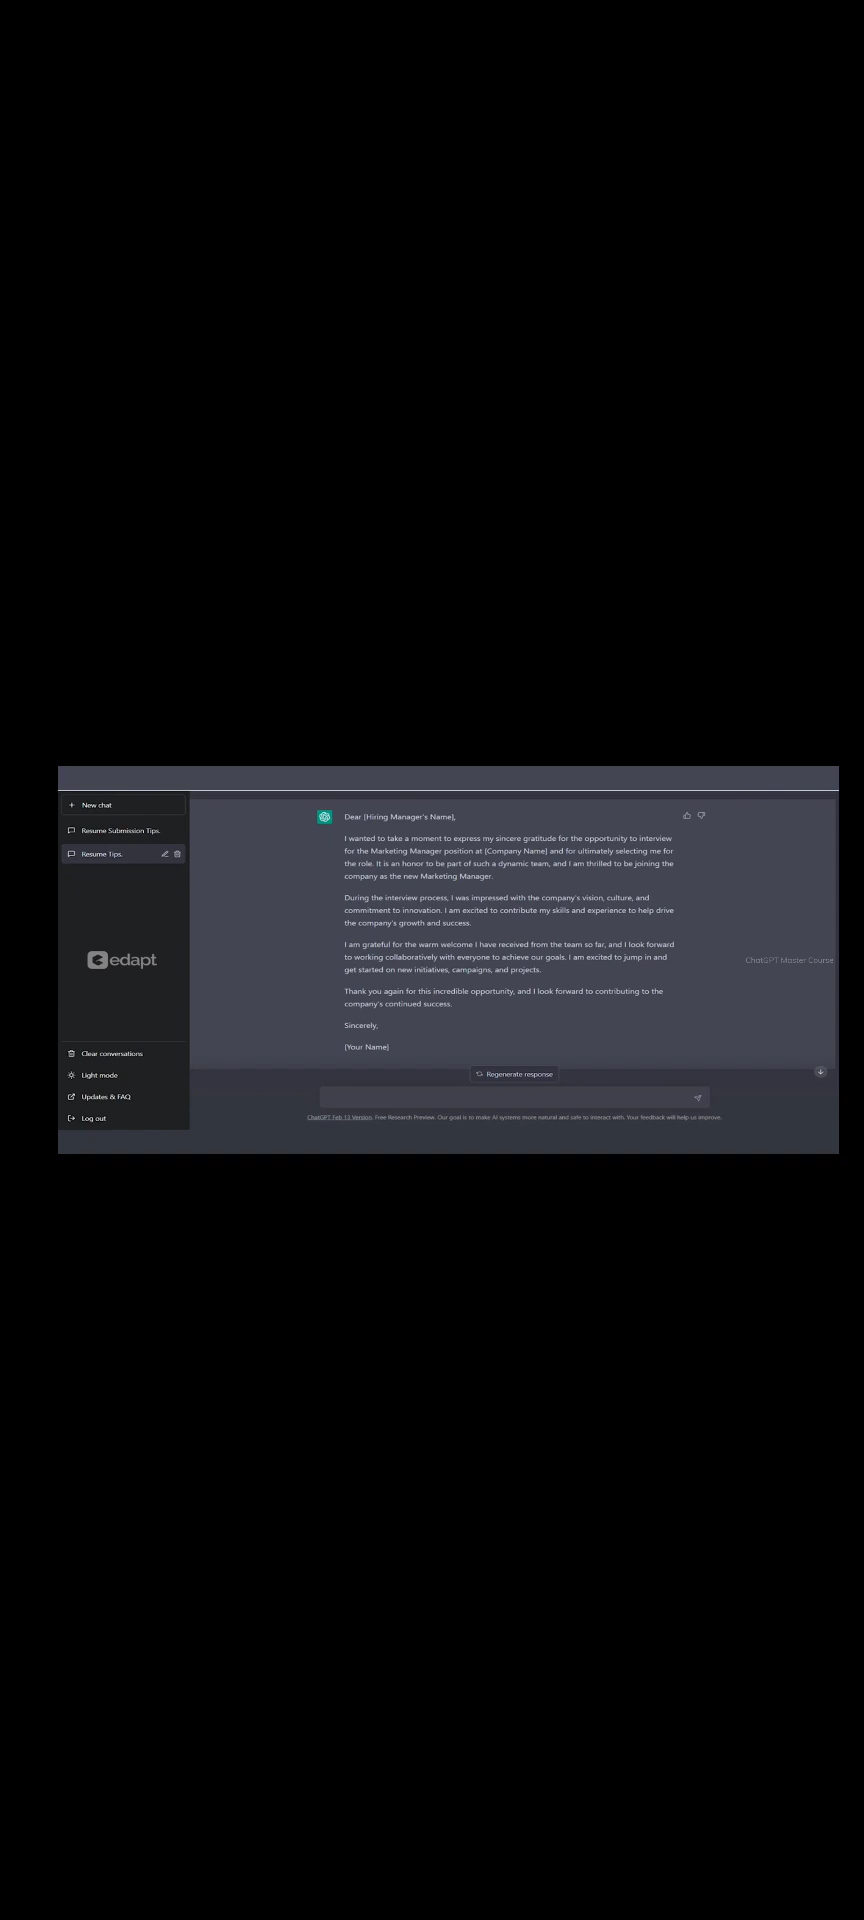 New chat
Resume Submission Tips.
Resume Tips.
edapt
Clear conversations
Light mode
Updates & FAQ
Log out
Dear [Hiring Manager's Name],
I wanted to take a moment to express my sincere gratitude for the opportunity to interview
for the Marketing Manager position at [Company Name] and for ultimately selecting me for
the role. It is an honor to be part of such a dynamic team, and I am thrilled to be joining the
company as the new Marketing Manager.
During the interview process, I was impressed with the company's vision, culture, and
commitment to innovation. I am excited to contribute my skills and experience to help drive
the company's growth and success.
I am grateful for the warm welcome I have received from the team so far, and I look forward
to working collaboratively with everyone to achieve our goals. I am excited to jump in and
get started on new initiatives, campaigns, and projects.
Thank you again for this incredible opportunity, and I look forward to contributing to the
company's continued success.
Sincerely,
[Your Name]
ChatGPT Master Course
Regenerate response
ChatGPT Feb 13 Version. Free Research Preview. Our goal is to make AI systems more natural and safe to interact with. Your feedback will help us improve.